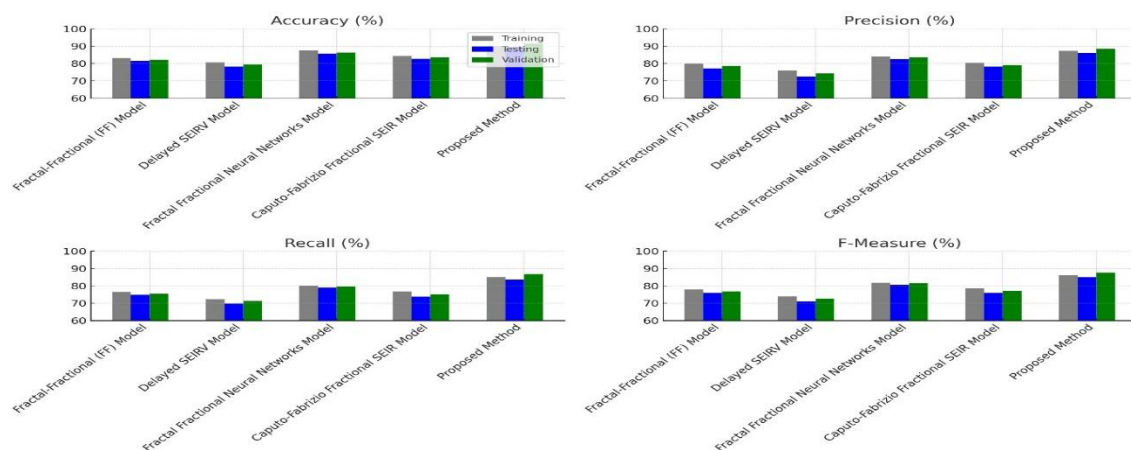 Accuracy (%)
100
90
80
70
60
Training
Testing
Validation
Fractal-Fractional (FF) Model
Delayed SEIRV Model
Fractal Fractional Neural Networks Model
Caputo-Fabrizio Fractional SEIR Model
Proposed Method
Precision (%)
100
90
80
70
60
Fractal-Fractional (FF) Model
Delayed SEIRV Model
Fractal Fractional Neural Networks Model
Caputo-Fabrizio Fractional SEIR Model
Proposed Method
Recall (%)
100
90
80
70
60
Fractal-Fractional (FF) Model
Delayed SEIRV Model
Fractal Fractional Neural Networks Model
Caputo-Fabrizio Fractional SEIR Model
Proposed Method
F-Measure (%)
100
90
80
70
60
Fractal-Fractional (FF) Model
Delayed SEIRV Model
Fractal Fractional Neural Networks Model
Caputo-Fabrizio Fractional SEIR Model
Proposed Method